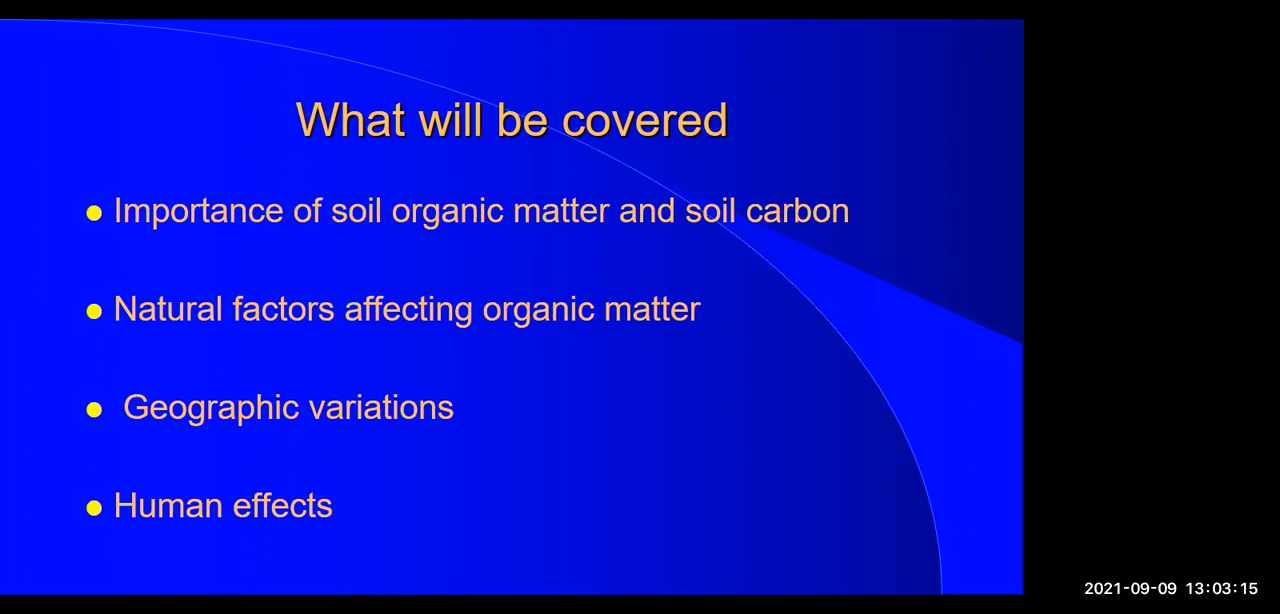 What will be covered
Importance of soil organic matter and soil carbon
Natural factors affecting organic matter
Geographic variations
Human effects
2021-09-09 13:03:15